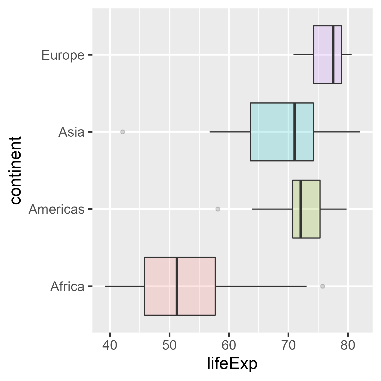 continent
Europe
Asia
Americas
Africa
40 50 60 70 80
lifeExp